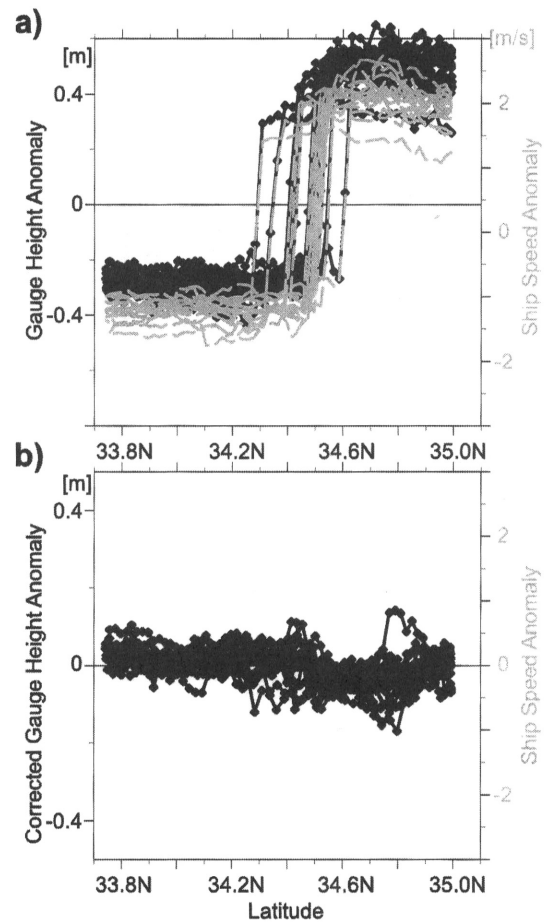 a)
[m]
[m/s]
0.4
2
0
0
-0.4
-2
Gauge Height Anomaly
Ship Speed Anomaly
33.8N 34.2N 34.6N 35.0N
b)
[m]
0.4
2
0
0
-2
-0.4
Corrected Gauge Height Anomaly
Ship Speed Anomaly
33.8N 34.2N 34.6N 35.0N
Latitude